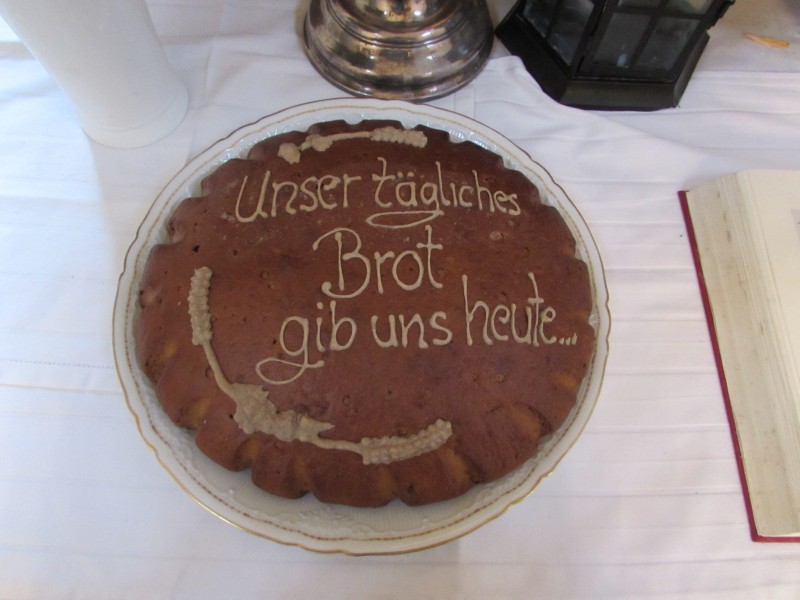 Unser tägliches
Brot
gib uns heute...